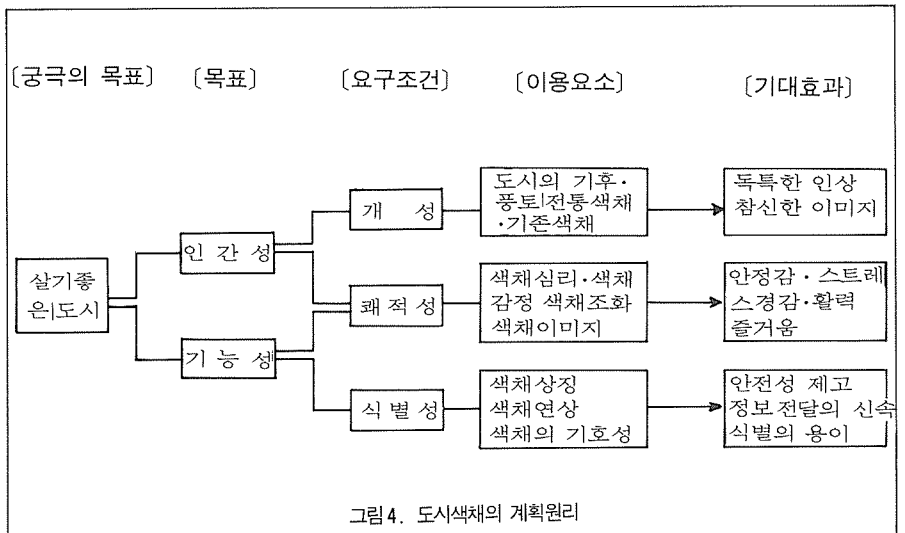 〔궁극의 목표〕 〔목표〕 〔요구조건〕 〔이용요소〕 〔기대효과〕
살기좋
은|도시
인 간 성
기 능 성
개 성
쾌적성
식별성
도시의 기후·
풍토|전통색채
·기존색채
색채심리·색채
감정 색채조화
색채이미지
색채상징
색채연상
색채의 기호성
독특한 인상
참신한 이미지
안정감·스트레
스경감·활력
즐거움
안전성 제고
정보전달의 신속
식별의 용이
그림4. 도시색채의 계획원리